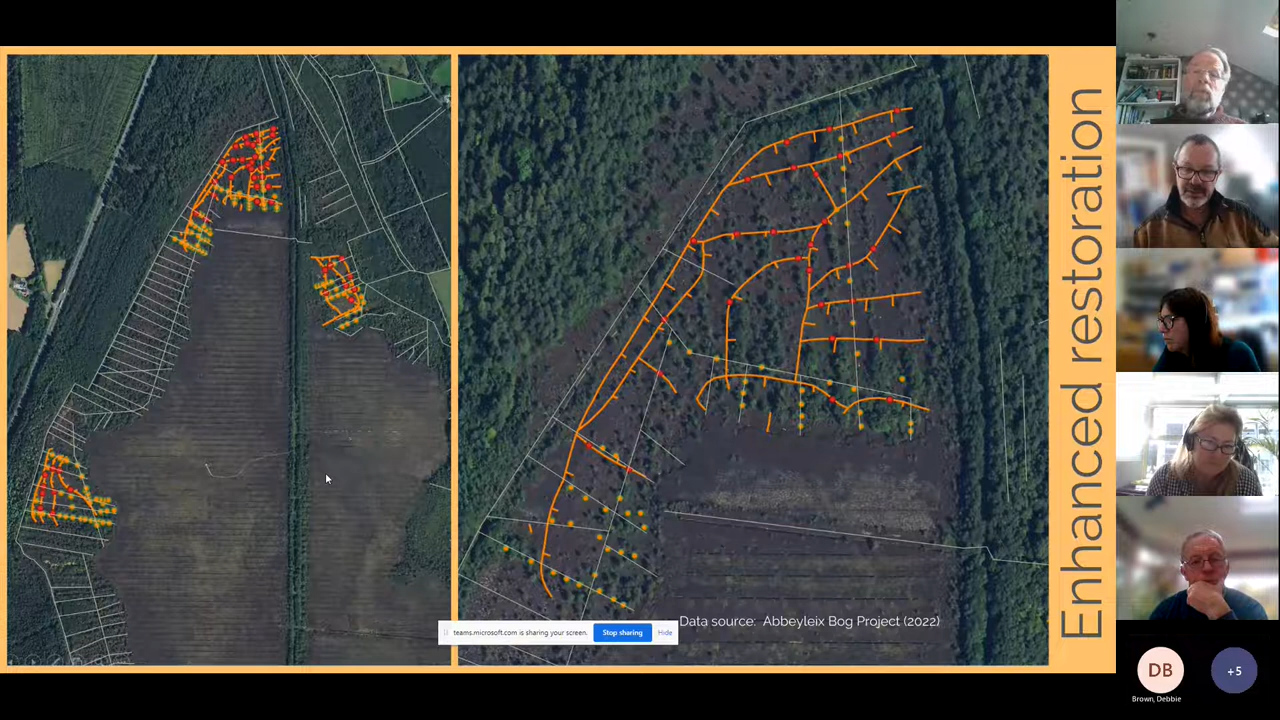 Enhanced restoration
Data source: Abbeyleix Bog Project (2022)
teams.microsoft.com is sharing your screen.
Stop sharing
Hide
DB
+5
Brown, Debbie